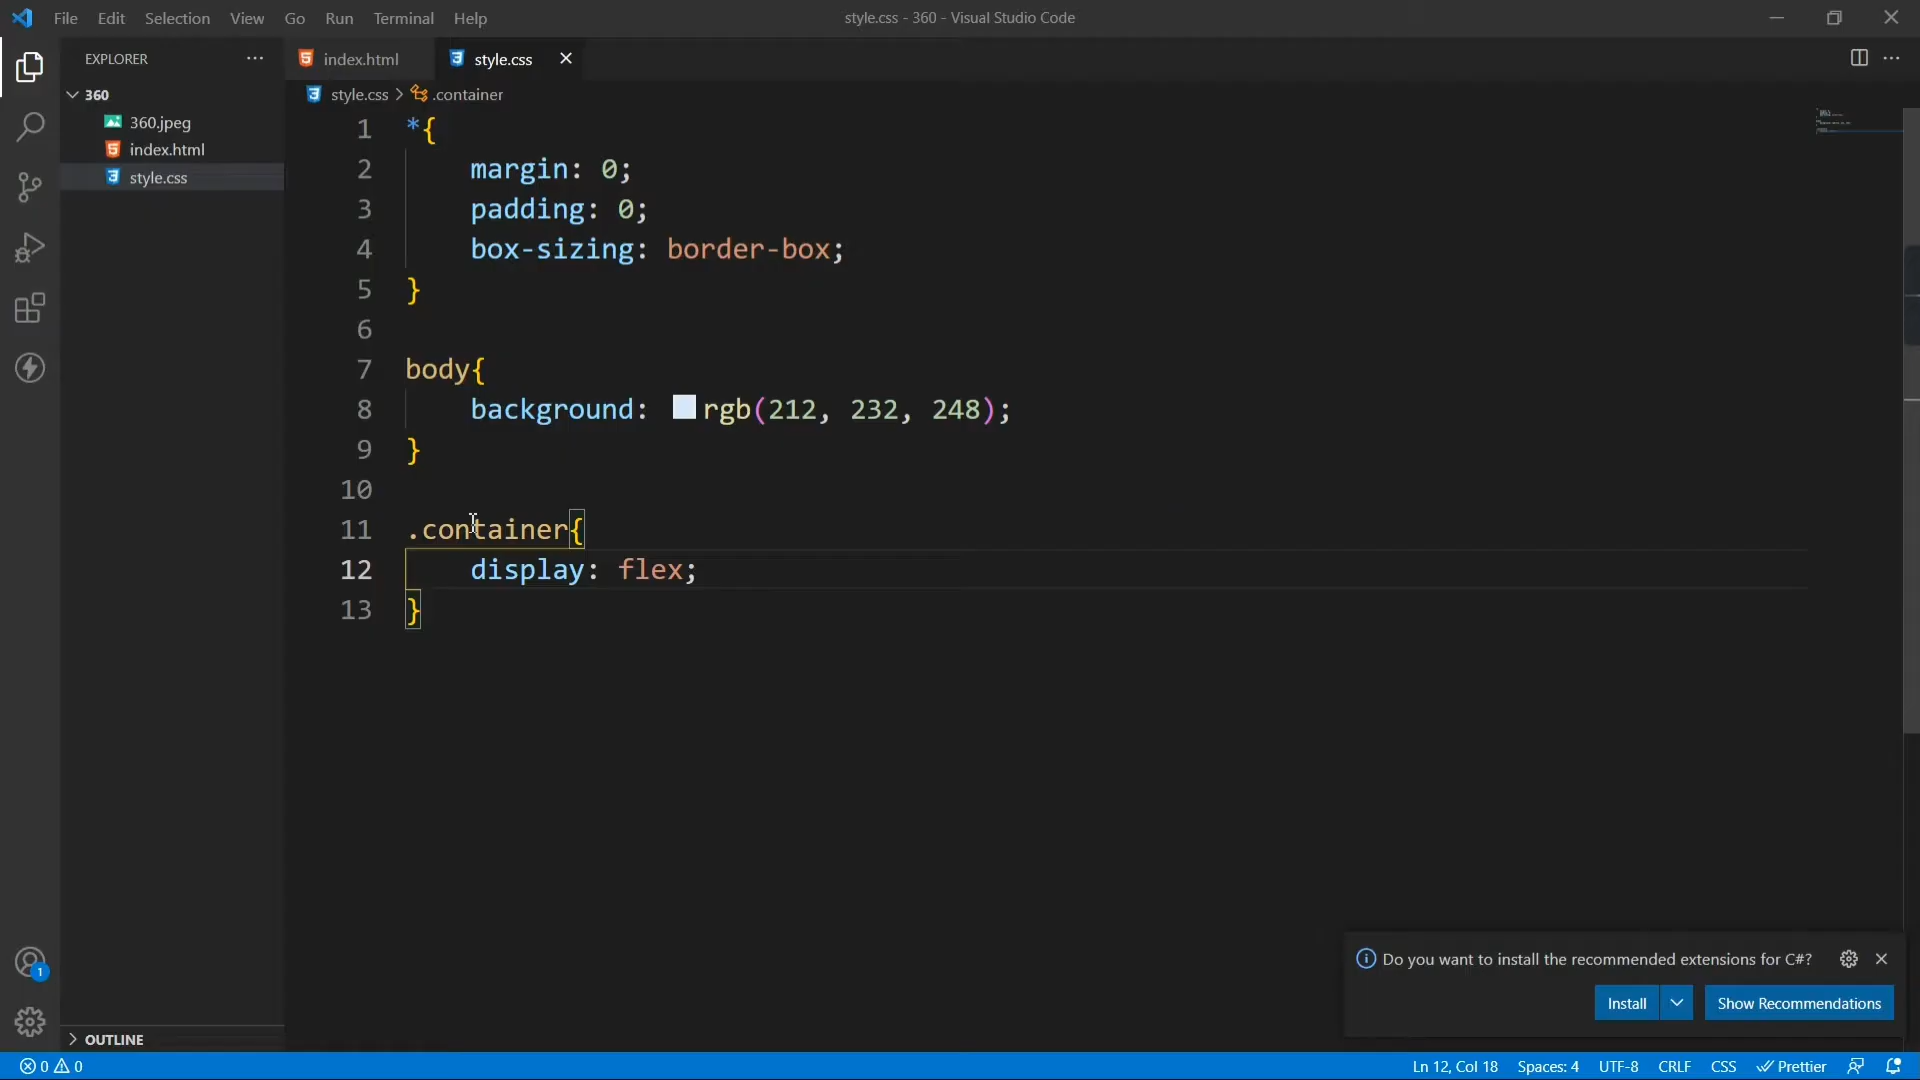 File Edit Selection View Go Run Terminal Help
style.css - 360 - Visual Studio Code
EXPLORER
360
360.jpeg
index.html
style.css
OUTLINE
index.html
style.css
style.css > .container
1 *{
2 margin: 0;
3 padding: 0;
4 box-sizing: border-box;
5 }
6
7 body{
8 background: rgb(212, 232, 248);
9 }
10
11 .container{
12 display: flex;
13 }
Do you want to install the recommended extensions for C#?
Install
Show Recommendations
1
0 0
Ln 12, Col 18 Spaces: 4 UTF-8 CRLF CSS Prettier